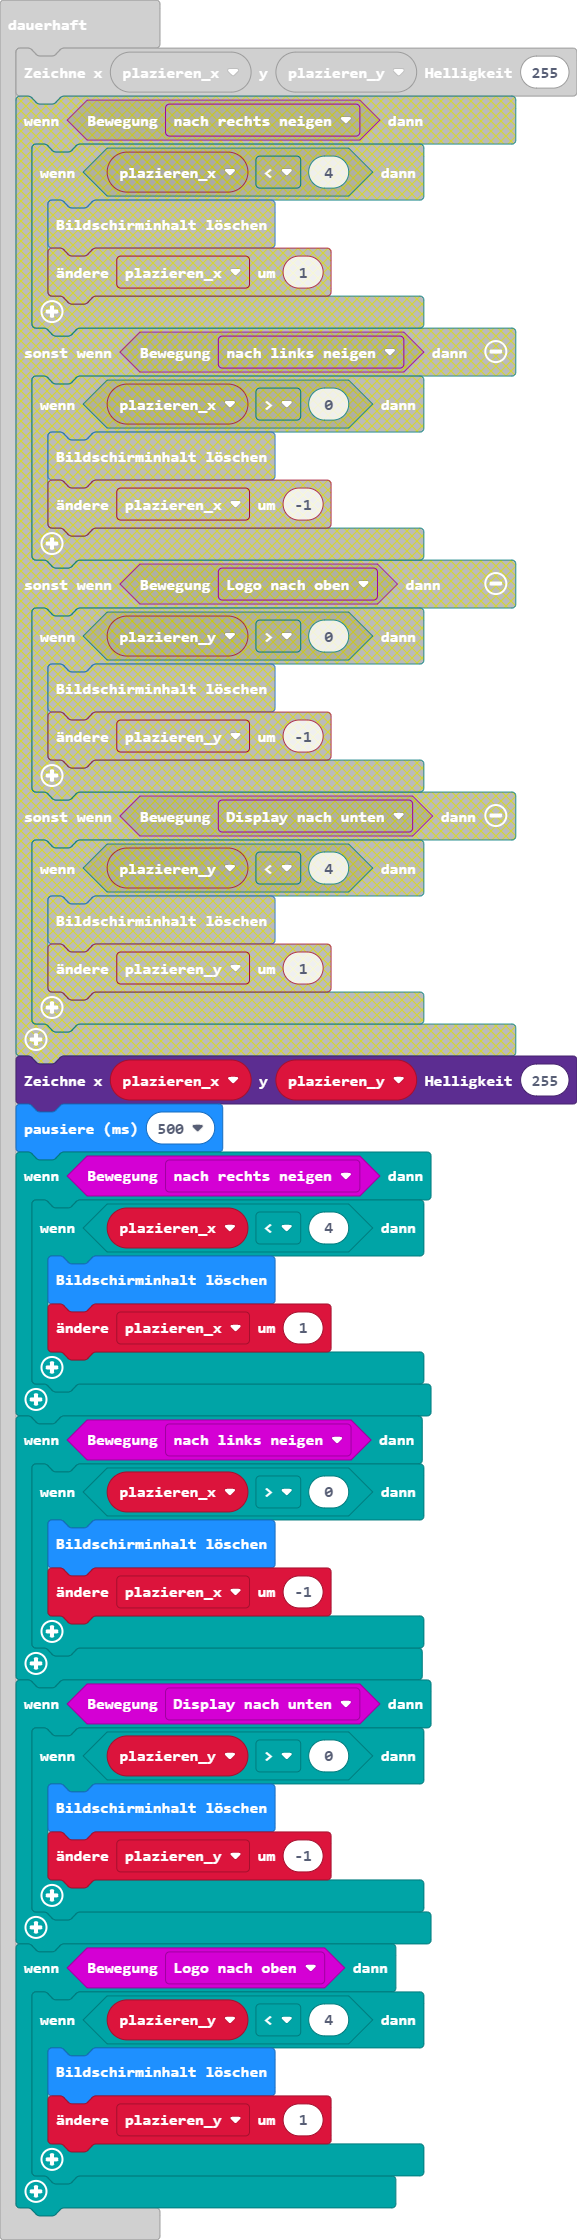 dauerhaft
Zeichne x plazieren_x y plazieren_y Helligkeit 255
wenn Bewegung nach rechts neigen dann
wenn plazieren_x < 4 dann
Bildschirminhalt löschen
ändere plazieren_x um 1
sonst wenn Bewegung nach links neigen dann
wenn plazieren_x > 0 dann
Bildschirminhalt löschen
ändere plazieren_x um -1
sonst wenn Bewegung Logo nach oben dann
wenn plazieren_y > 0 dann
Bildschirminhalt löschen
ändere plazieren_y um -1
sonst wenn Bewegung Display nach unten dann
wenn plazieren_y < 4 dann
Bildschirminhalt löschen
ändere plazieren_y um 1
Zeichne x plazieren_x y plazieren_y Helligkeit 255
pausiere (ms) 500
wenn Bewegung nach rechts neigen dann
wenn plazieren_x < 4 dann
Bildschirminhalt löschen
ändere plazieren_x um 1
wenn Bewegung nach links neigen dann
wenn plazieren_x > 0 dann
Bildschirminhalt löschen
ändere plazieren_x um -1
wenn Bewegung Display nach unten dann
wenn plazieren_y > 0 dann
Bildschirminhalt löschen
ändere plazieren_y um -1
wenn Bewegung Logo nach oben dann
wenn plazieren_y < 4 dann
Bildschirminhalt löschen
ändere plazieren_y um 1